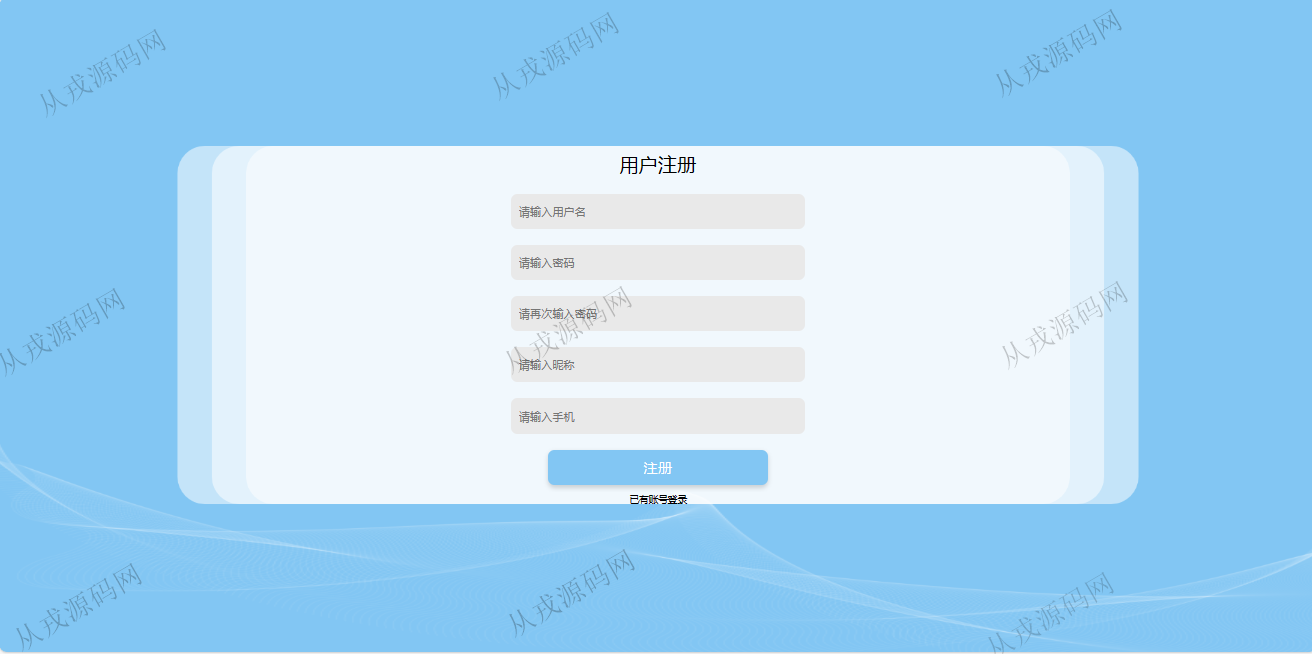 从戎源码网
从戎源码网
从戎源码网
用户注册
请输入用户名
请输入密码
请再次输入密码
从戎源码网
从戎源码网
从戎源码网
请输入昵称
请输入手机
注册
已有账号登录
从戎源码网
从戎源码网
从戎源码网